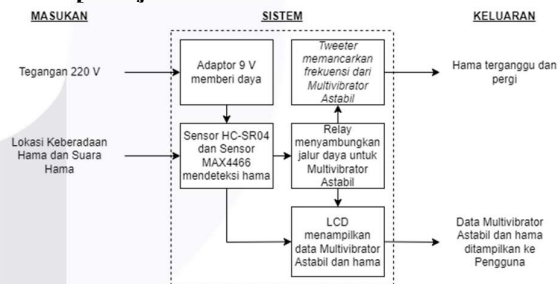 MASUKAN
SISTEM
KELUARAN
Tegangan 220 V
Adaptor 9 V
memberi daya
Tweeter
memancarkan
frekuensi dari
Multivibrator
Astabil
Hama terganggu dan
pergi
Lokasi Keberadaan
Hama dan Suara
Hama
Sensor HC-SR04
dan Sensor
MAX4466
mendeteksi hama
Relay
menyambungkan
jalur daya untuk
Multivibrator
Astabil
LCD
menampilkan
data Multivibrator
Astabil dan hama
Data Multivibrator
Astabil dan hama
ditampilkan ke
Pengguna